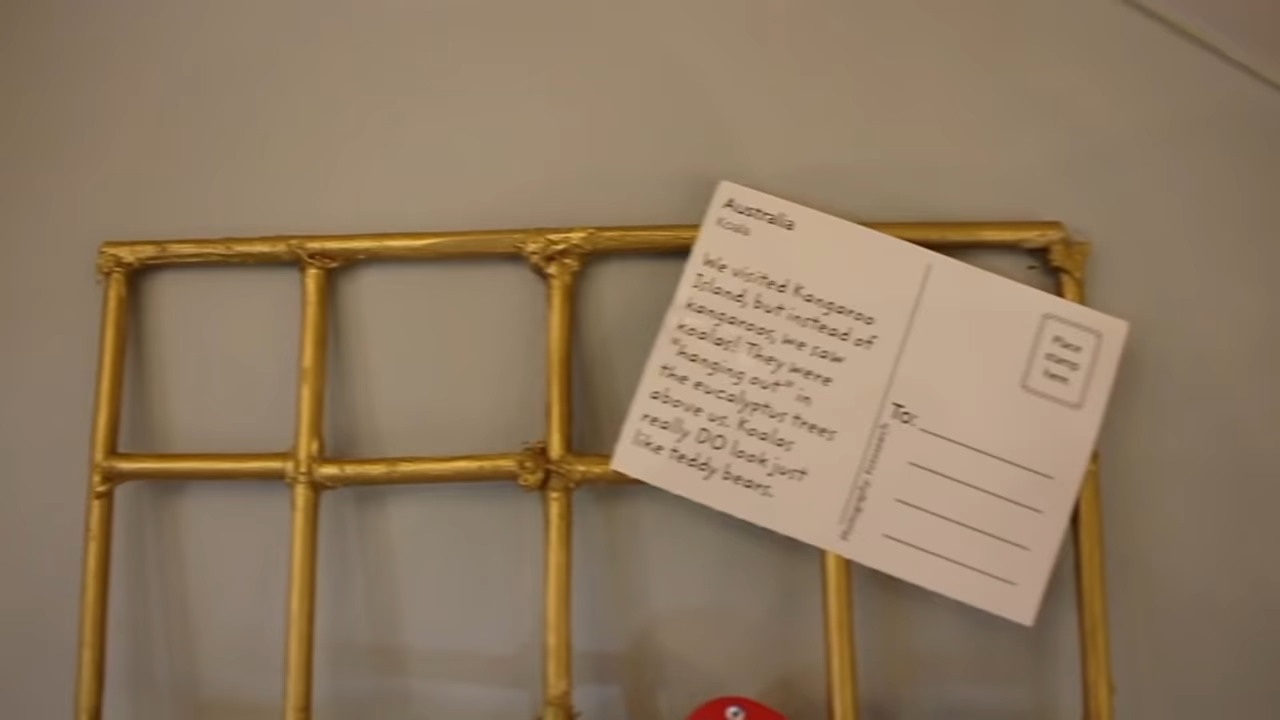 Australia
Koala
We visited Kangaroo
Island, but instead of
kangaroos, we saw
koalas! They were
"hanging out" in
the eucalyptus trees
above us. Koalas
really DO look just
like teddy bears.
Place
stamp
here
To: